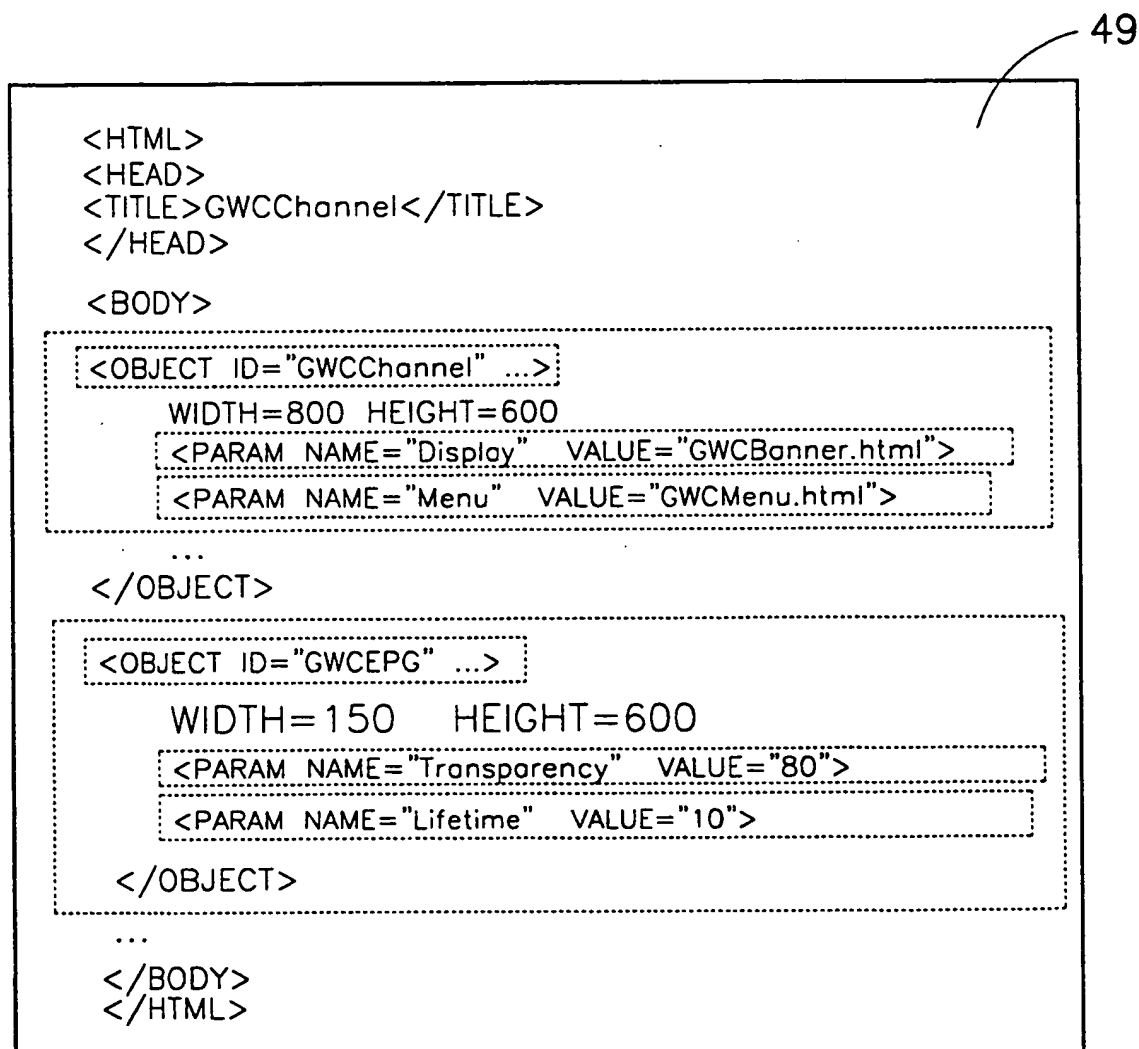 49
<HTML>
<HEAD>
<TITLE>GWCChannel</TITLE>
</HEAD>
<BODY>
<OBJECT ID="GWCChannel" ...>
WIDTH=800 HEIGHT=600
<PARAM NAME="Display" VALUE="GWCBanner.html">
<PARAM NAME="Menu" VALUE="GWCMenu.html">
...
</OBJECT>
<OBJECT ID="GWCEPG" ...>
WIDTH=150 HEIGHT=600
<PARAM NAME="Transparency" VALUE="80">
<PARAM NAME="Lifetime" VALUE="10">
</OBJECT>
...
</BODY>
</HTML>